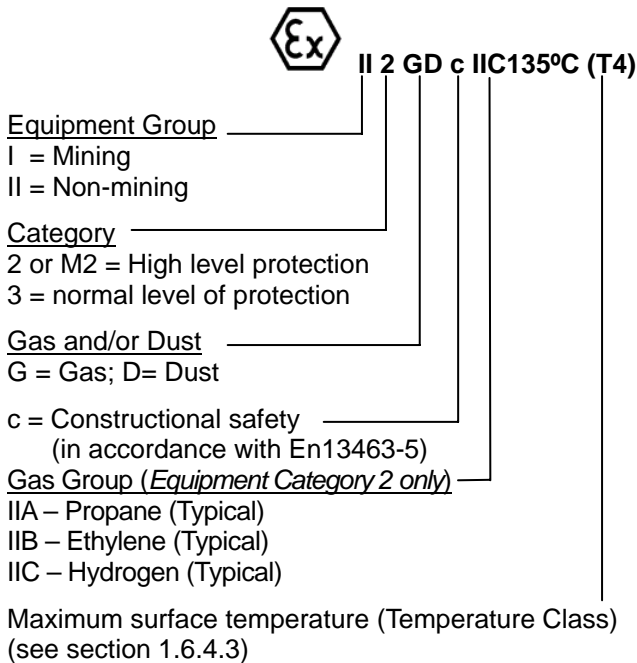 Ex II 2 GD c IIC135ºC (T4)
Equipment Group
I = Mining
II = Non-mining
Category
2 or M2 = High level protection
3 = normal level of protection
Gas and/or Dust
G = Gas; D= Dust
c = Constructional safety
(in accordance with En13463-5)
Gas Group (Equipment Category 2 only)
IIA – Propane (Typical)
IIB – Ethylene (Typical)
IIC – Hydrogen (Typical)
Maximum surface temperature (Temperature Class)
(see section 1.6.4.3)